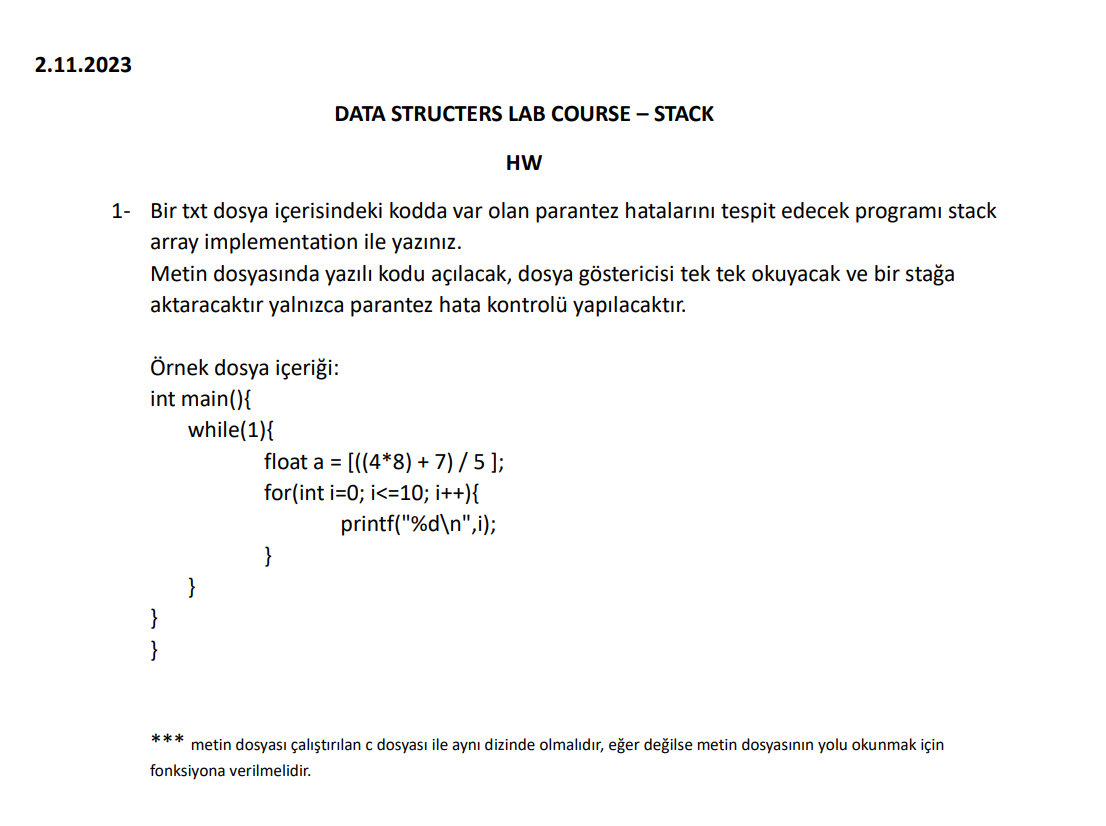 2.11.2023
DATA STRUCTERS LAB COURSE – STACK
HW
1- Bir txt dosya içerisindeki kodda var olan parantez hatalarını tespit edecek programı stack
array implementation ile yazınız.
Metin dosyasında yazılı kodu açılacak, dosya göstericisi tek tek okuyacak ve bir stağa
aktaracaktır yalnızca parantez hata kontrolü yapılacaktır.
Örnek dosya içeriği:
int main(){
while(1){
float a = [((4*8) + 7) / 5 ];
for(int i=0; i<=10; i++){
printf("%d\n",i);
}
}
}
}
*** metin dosyası çalıştırılan c dosyası ile aynı dizinde olmalıdır, eğer değilse metin dosyasının yolu okunmak için
fonksiyona verilmelidir.